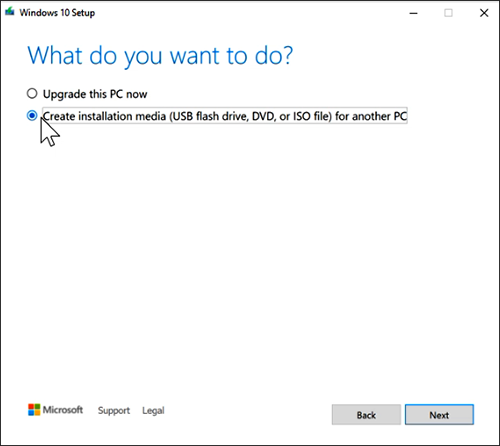 Windows 10 Setup
What do you want to do?
Upgrade this PC now
Create installation media (USB flash drive, DVD, or ISO file) for another PC
Microsoft Support Legal
Back Next